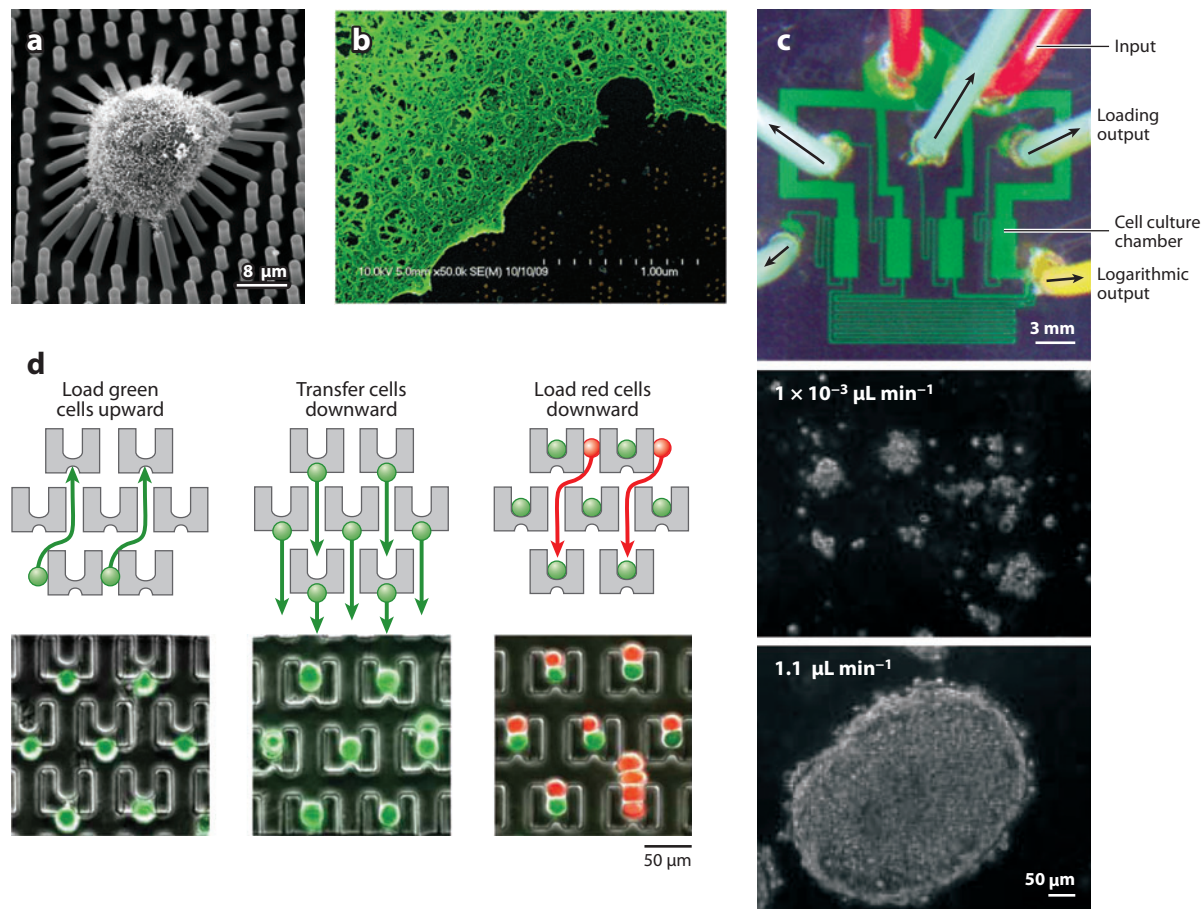 a
8 μm
b
10.0kV 5.0mm x50.0k SE(M) 10/10/09
1.00um
c
Input
Loading
output
Cell culture
chamber
Logarithmic
output
3 mm
1 × 10⁻³ μL min⁻¹
1.1 μL min⁻¹
50 μm
d
Load green
cells upward
Transfer cells
downward
Load red cells
downward
50 μm